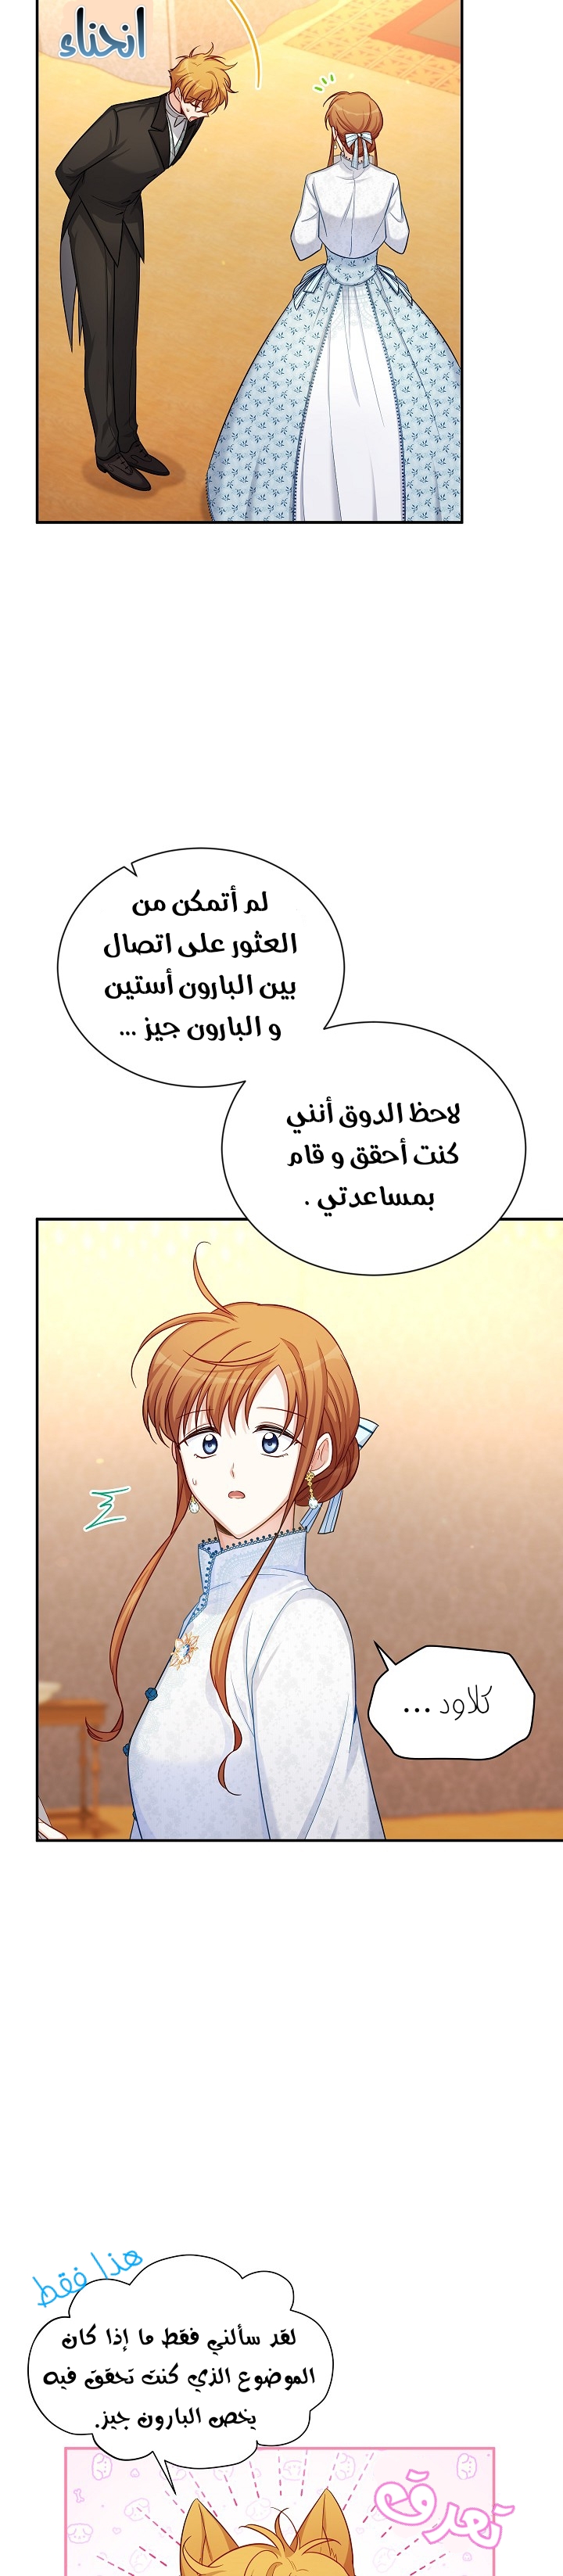 انحناء
لم أتمكن من
العثور على اتصال
بين البارون أستين
و البارون جيز ...
لاحظ الدوق أنني
كنت أحقق و قام
بمساعدتي .
كلاود ...
هذا فقط
لقد سألني فقط ما إذا كان
الموضوع الذي كنت تحقق فيه
يخص البارون جيز.
تعرق